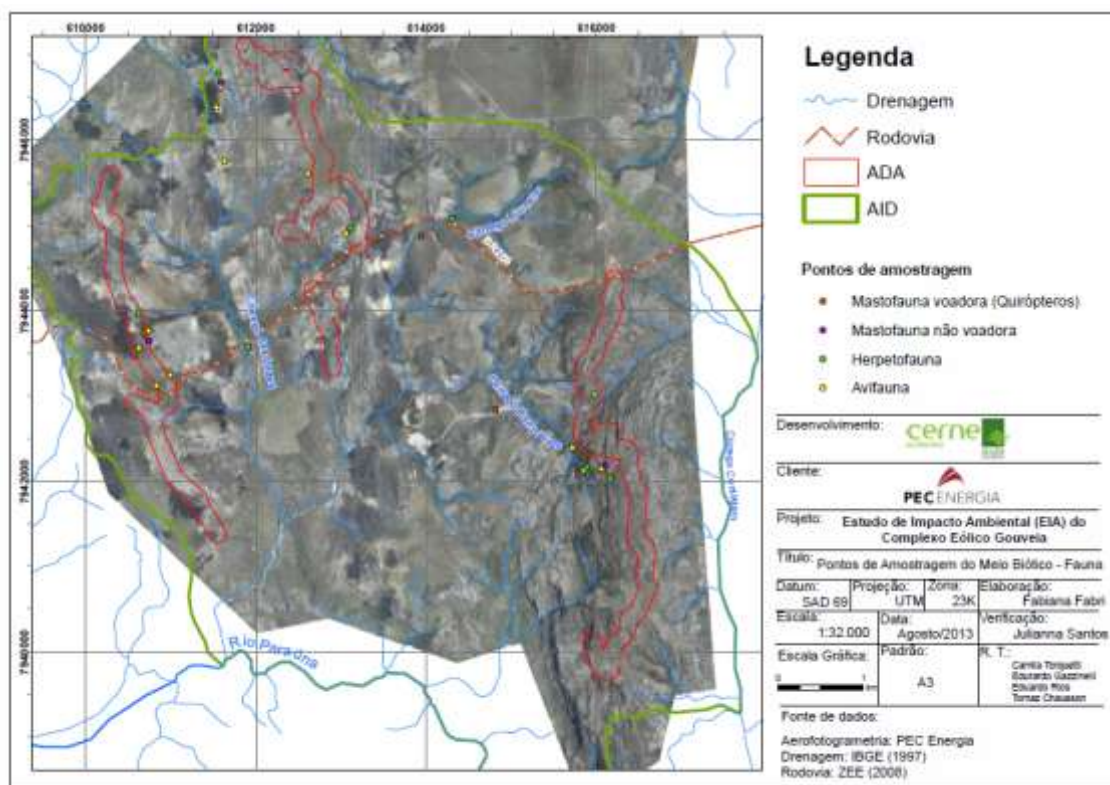 610000 612000 614000 616000
7946000
7944000
7942000
7940000
Rio Para-úna
Legenda
Drenagem
Rodovia
ADA
AID
Pontos de amostragem
Mastofauna voadora (Quirópteros)
Mastofauna não voadora
Herpetofauna
Avifauna
Desenvolvimento:
cerne
Cliente:
PEC ENERGIA
Projeto: Estudo de Impacto Ambiental (EIA) do
Complexo Eólico Gouveia
Título: Pontos de Amostragem do Meio Biótico - Fauna
Datum: Projeção: Zona: Elaboração:
SAD 69 UTM 23K Fabiana Fabri
Escala: Data: Verificação:
1:32.000 Agosto/2013 Julianna Santos
Escala Gráfica: Padrão: R. T.:
0 1
A3
Camila
Eduardo
Eduardo Rios
Tomaz
Fonte de dados:
Aerofotogrametria: PEC Energia
Drenagem: IBGE (1997)
Rodovia: ZEE (2008)